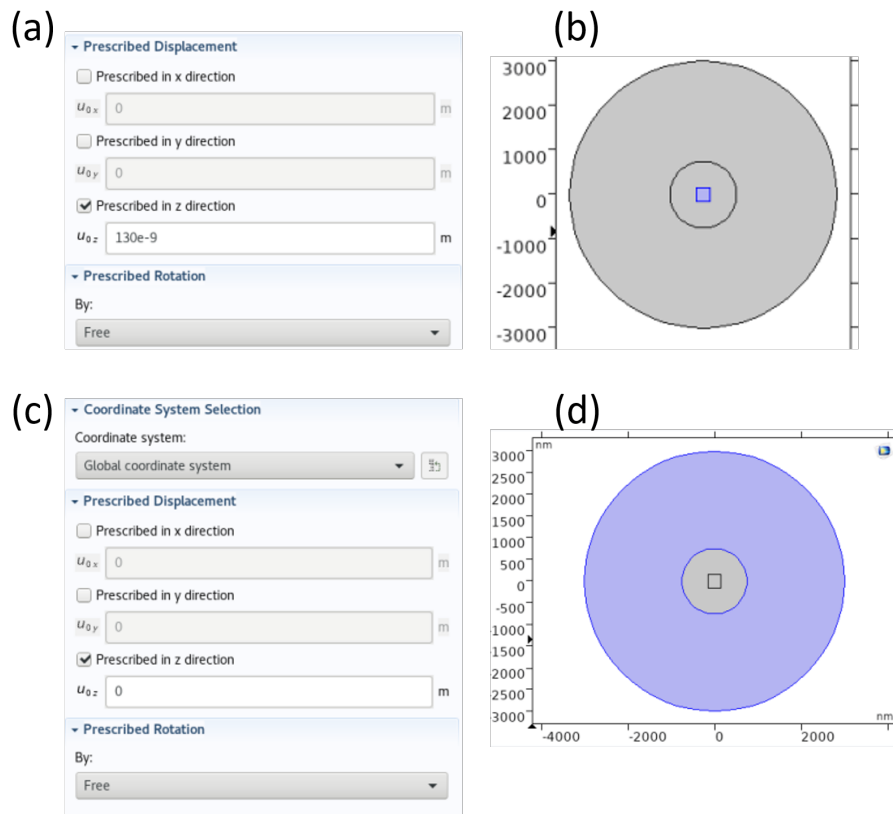 (a)
Prescribed Displacement
Prescribed in x direction
u0x 0 m
Prescribed in y direction
u0y 0 m
Prescribed in z direction
u0z 130e-9 m
Prescribed Rotation
By:
Free
(b)
3000
2000
1000
0
-1000
-2000
-3000
(c)
Coordinate System Selection
Coordinate system:
Global coordinate system
Prescribed Displacement
Prescribed in x direction
u0x 0 m
Prescribed in y direction
u0y 0 m
Prescribed in z direction
u0z 0 m
Prescribed Rotation
By:
Free
(d)
nm
3000
2500
2000
1500
1000
500
0
-500
-1000
1500
2000
2500
3000
nm
-4000 -2000 0 2000